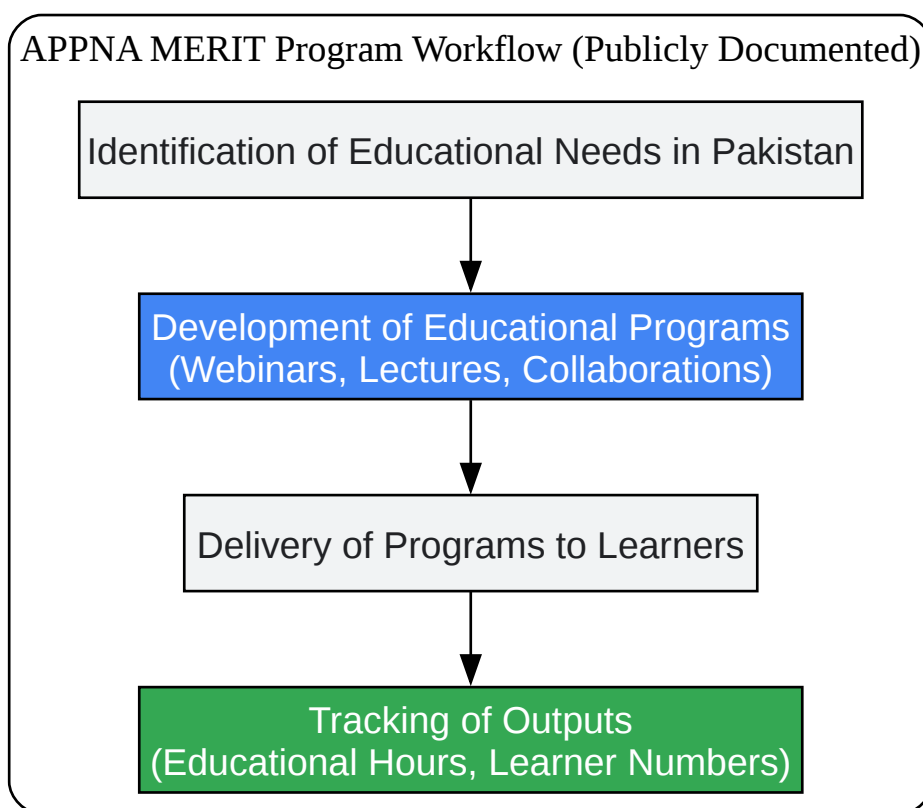 APPNA MERIT Program Workflow (Publicly Documented)
Identification of Educational Needs in Pakistan
Development of Educational Programs
(Webinars, Lectures, Collaborations)
Delivery of Programs to Learners
Tracking of Outputs
(Educational Hours, Learner Numbers)